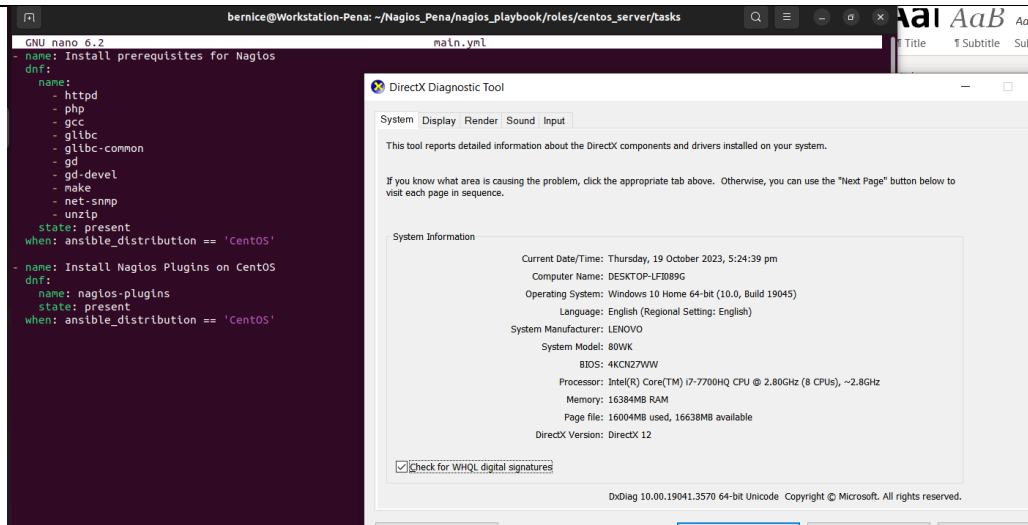 bernice@Workstation-Pena: ~/Nagios_Pena/nagios_playbook/roles/centos_server/tasks
GNU nano 6.2 main.yml
- name: Install prerequisites for Nagios
  dnf:
    name:
      - httpd
      - php
      - gcc
      - glibc
      - glibc-common
      - gd
      - gd-devel
      - make
      - net-snmp
      - unzip
    state: present
  when: ansible_distribution == 'CentOS'
- name: Install Nagios Plugins on CentOS
  dnf:
    name: nagios-plugins
    state: present
  when: ansible_distribution == 'CentOS'
AaB
¶ Title ¶ Subtitle
DirectX Diagnostic Tool
System Display Render Sound Input
This tool reports detailed information about the DirectX components and drivers installed on your system.
If you know what area is causing the problem, click the appropriate tab above. Otherwise, you can use the "Next Page" button below to
visit each page in sequence.
System Information
Current Date/Time: Thursday, 19 October 2023, 5:24:39 pm
Computer Name: DESKTOP-LFI089G
Operating System: Windows 10 Home 64-bit (10.0, Build 19045)
Language: English (Regional Setting: English)
System Manufacturer: LENOVO
System Model: 80WK
BIOS: 4KCN27WW
Processor: Intel(R) Core(TM) i7-7700HQ CPU @ 2.80GHz (8 CPUs), ~2.8GHz
Memory: 16384MB RAM
Page file: 16004MB used, 16638MB available
DirectX Version: DirectX 12
Check for WHQL digital signatures
DxDiag 10.00.19041.3570 64-bit Unicode Copyright © Microsoft. All rights reserved.